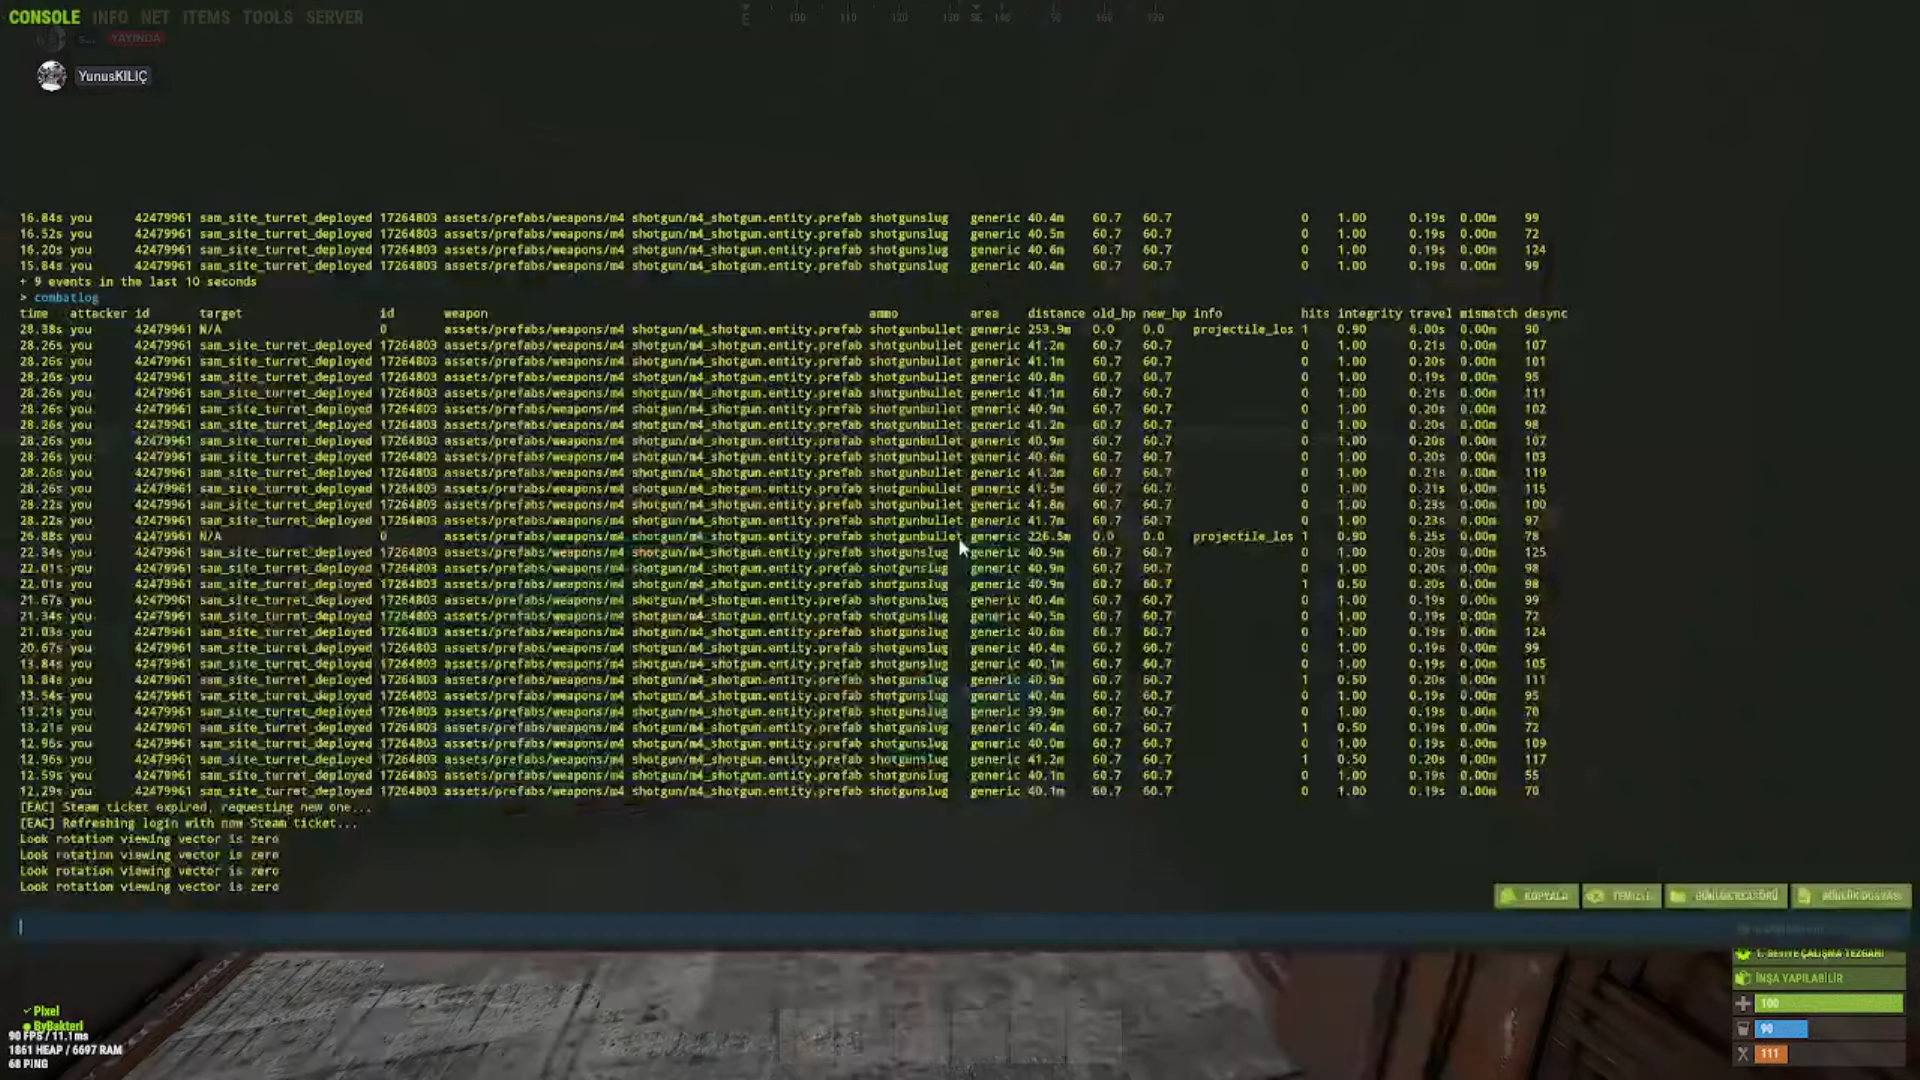 CONSOLE INFO NET ITEMS TOOLS SERVER
E 100 110 120 130 SE 140 160 170
s... YAYINDA
YunusKILIÇ
16.84s you 42479961 sam_site_turret_deployed 17264803 assets/prefabs/weapons/m4 shotgun/m4_shotgun.entity.prefab shotgunslug generic 40.4m 60.7 60.7 0 1.00 0.19s 0.00m 99
16.52s you 42479961 sam_site_turret_deployed 17264803 assets/prefabs/weapons/m4 shotgun/m4_shotgun.entity.prefab shotgunslug generic 40.5m 60.7 60.7 0 1.00 0.19s 0.00m 72
16.20s you 42479961 sam_site_turret_deployed 17264803 assets/prefabs/weapons/m4 shotgun/m4_shotgun.entity.prefab shotgunslug generic 40.6m 60.7 60.7 0 1.00 0.19s 0.00m 124
15.84s you 42479961 sam_site_turret_deployed 17264803 assets/prefabs/weapons/m4 shotgun/m4_shotgun.entity.prefab shotgunslug generic 40.4m 60.7 60.7 0 1.00 0.19s 0.00m 99
+ 9 events in the last 10 seconds
> combatlog
time attacker id target id weapon ammo area distance old_hp new_hp info hits integrity travel mismatch desync
28.38s you 42479961 N/A 0 assets/prefabs/weapons/m4 shotgun/m4_shotgun.entity.prefab shotgunbullet generic 253.9m 0.0 0.0 projectile_los 1 0.90 6.00s 0.00m 90
28.26s you 42479961 sam_site_turret_deployed 17264803 assets/prefabs/weapons/m4 shotgun/m4_shotgun.entity.prefab shotgunbullet generic 41.2m 60.7 60.7 0 1.00 0.21s 0.00m 107
28.26s you 42479961 sam_site_turret_deployed 17264803 assets/prefabs/weapons/m4 shotgun/m4_shotgun.entity.prefab shotgunbullet generic 41.1m 60.7 60.7 0 1.00 0.20s 0.00m 101
28.26s you 42479961 sam_site_turret_deployed 17264803 assets/prefabs/weapons/m4 shotgun/m4_shotgun.entity.prefab shotgunbullet generic 40.8m 60.7 60.7 0 1.00 0.19s 0.00m 95
28.26s you 42479961 sam_site_turret_deployed 17264803 assets/prefabs/weapons/m4 shotgun/m4_shotgun.entity.prefab shotgunbullet generic 41.1m 60.7 60.7 0 1.00 0.21s 0.00m 111
28.26s you 42479961 sam_site_turret_deployed 17264803 assets/prefabs/weapons/m4 shotgun/m4_shotgun.entity.prefab shotgunbullet generic 40.9m 60.7 60.7 0 1.00 0.20s 0.00m 102
28.26s you 42479961 sam_site_turret_deployed 17264803 assets/prefabs/weapons/m4 shotgun/m4_shotgun.entity.prefab shotgunbullet generic 41.2m 60.7 60.7 0 1.00 0.20s 0.00m 98
28.26s you 42479961 sam_site_turret_deployed 17264803 assets/prefabs/weapons/m4 shotgun/m4_shotgun.entity.prefab shotgunbullet generic 40.9m 60.7 60.7 0 1.00 0.20s 0.00m 107
28.26s you 42479961 sam_site_turret_deployed 17264803 assets/prefabs/weapons/m4 shotgun/m4_shotgun.entity.prefab shotgunbullet generic 40.6m 60.7 60.7 0 1.00 0.20s 0.00m 103
28.26s you 42479961 sam_site_turret_deployed 17264803 assets/prefabs/weapons/m4 shotgun/m4_shotgun.entity.prefab shotgunbullet generic 41.2m 60.7 60.7 0 1.00 0.21s 0.00m 119
28.26s you 42479961 sam_site_turret_deployed 17264803 assets/prefabs/weapons/m4 shotgun/m4_shotgun.entity.prefab shotgunbullet generic 41.5m 60.7 60.7 0 1.00 0.21s 0.00m 115
28.22s you 42479961 sam_site_turret_deployed 17264803 assets/prefabs/weapons/m4 shotgun/m4_shotgun.entity.prefab shotgunbullet generic 41.8m 60.7 60.7 0 1.00 0.23s 0.00m 100
28.22s you 42479961 sam_site_turret_deployed 17264803 assets/prefabs/weapons/m4 shotgun/m4_shotgun.entity.prefab shotgunbullet generic 41.7m 60.7 60.7 0 1.00 0.23s 0.00m 97
26.88s you 42479961 N/A 0 assets/prefabs/weapons/m4 shotgun/m4_shotgun.entity.prefab shotgunbullet generic 226.5m 0.0 0.0 projectile_los 1 0.90 6.25s 0.00m 78
22.34s you 42479961 sam_site_turret_deployed 17264803 assets/prefabs/weapons/m4 shotgun/m4_shotgun.entity.prefab shotgunslug generic 40.9m 60.7 60.7 0 1.00 0.20s 0.00m 125
22.01s you 42479961 sam_site_turret_deployed 17264803 assets/prefabs/weapons/m4 shotgun/m4_shotgun.entity.prefab shotgunslug generic 40.9m 60.7 60.7 0 1.00 0.20s 0.00m 98
22.01s you 42479961 sam_site_turret_deployed 17264803 assets/prefabs/weapons/m4 shotgun/m4_shotgun.entity.prefab shotgunslug generic 40.9m 60.7 60.7 1 0.50 0.20s 0.00m 98
21.67s you 42479961 sam_site_turret_deployed 17264803 assets/prefabs/weapons/m4 shotgun/m4_shotgun.entity.prefab shotgunslug generic 40.4m 60.7 60.7 0 1.00 0.19s 0.00m 99
21.34s you 42479961 sam_site_turret_deployed 17264803 assets/prefabs/weapons/m4 shotgun/m4_shotgun.entity.prefab shotgunslug generic 40.5m 60.7 60.7 0 1.00 0.19s 0.00m 72
21.03s you 42479961 sam_site_turret_deployed 17264803 assets/prefabs/weapons/m4 shotgun/m4_shotgun.entity.prefab shotgunslug generic 40.6m 60.7 60.7 0 1.00 0.19s 0.00m 124
20.67s you 42479961 sam_site_turret_deployed 17264803 assets/prefabs/weapons/m4 shotgun/m4_shotgun.entity.prefab shotgunslug generic 40.4m 60.7 60.7 0 1.00 0.19s 0.00m 99
13.84s you 42479961 sam_site_turret_deployed 17264803 assets/prefabs/weapons/m4 shotgun/m4_shotgun.entity.prefab shotgunslug generic 40.1m 60.7 60.7 0 1.00 0.19s 0.00m 105
13.84s you 42479961 sam_site_turret_deployed 17264803 assets/prefabs/weapons/m4 shotgun/m4_shotgun.entity.prefab shotgunslug generic 40.9m 60.7 60.7 1 0.50 0.20s 0.00m 111
13.54s you 42479961 sam_site_turret_deployed 17264803 assets/prefabs/weapons/m4 shotgun/m4_shotgun.entity.prefab shotgunslug generic 40.4m 60.7 60.7 0 1.00 0.19s 0.00m 95
13.21s you 42479961 sam_site_turret_deployed 17264803 assets/prefabs/weapons/m4 shotgun/m4_shotgun.entity.prefab shotgunslug generic 39.9m 60.7 60.7 0 1.00 0.19s 0.00m 70
13.21s you 42479961 sam_site_turret_deployed 17264803 assets/prefabs/weapons/m4 shotgun/m4_shotgun.entity.prefab shotgunslug generic 40.4m 60.7 60.7 1 0.50 0.19s 0.00m 72
12.96s you 42479961 sam_site_turret_deployed 17264803 assets/prefabs/weapons/m4 shotgun/m4_shotgun.entity.prefab shotgunslug generic 40.0m 60.7 60.7 0 1.00 0.19s 0.00m 109
12.96s you 42479961 sam_site_turret_deployed 17264803 assets/prefabs/weapons/m4 shotgun/m4_shotgun.entity.prefab shotgunslug generic 41.2m 60.7 60.7 1 0.50 0.20s 0.00m 117
12.59s you 42479961 sam_site_turret_deployed 17264803 assets/prefabs/weapons/m4 shotgun/m4_shotgun.entity.prefab shotgunslug generic 40.1m 60.7 60.7 0 1.00 0.19s 0.00m 55
12.29s you 42479961 sam_site_turret_deployed 17264803 assets/prefabs/weapons/m4 shotgun/m4_shotgun.entity.prefab shotgunslug generic 40.1m 60.7 60.7 0 1.00 0.19s 0.00m 70
[EAC] Steam ticket expired, requesting new one...
[EAC] Refreshing login with new Steam ticket...
Look rotation viewing vector is zero
Look rotation viewing vector is zero
Look rotation viewing vector is zero
Look rotation viewing vector is zero
KOPYALA TEMİZLE GÜNLÜK KLASÖRÜ GÜNLÜK DOSYASI
1. SEVİYE ÇALIŞMA TEZGAHI
İNŞA YAPILABİLİR
100
90
111
Pixel
ByBakterI
90 FPS / 11.1ms
1861 HEAP / 6697 RAM
68 PING